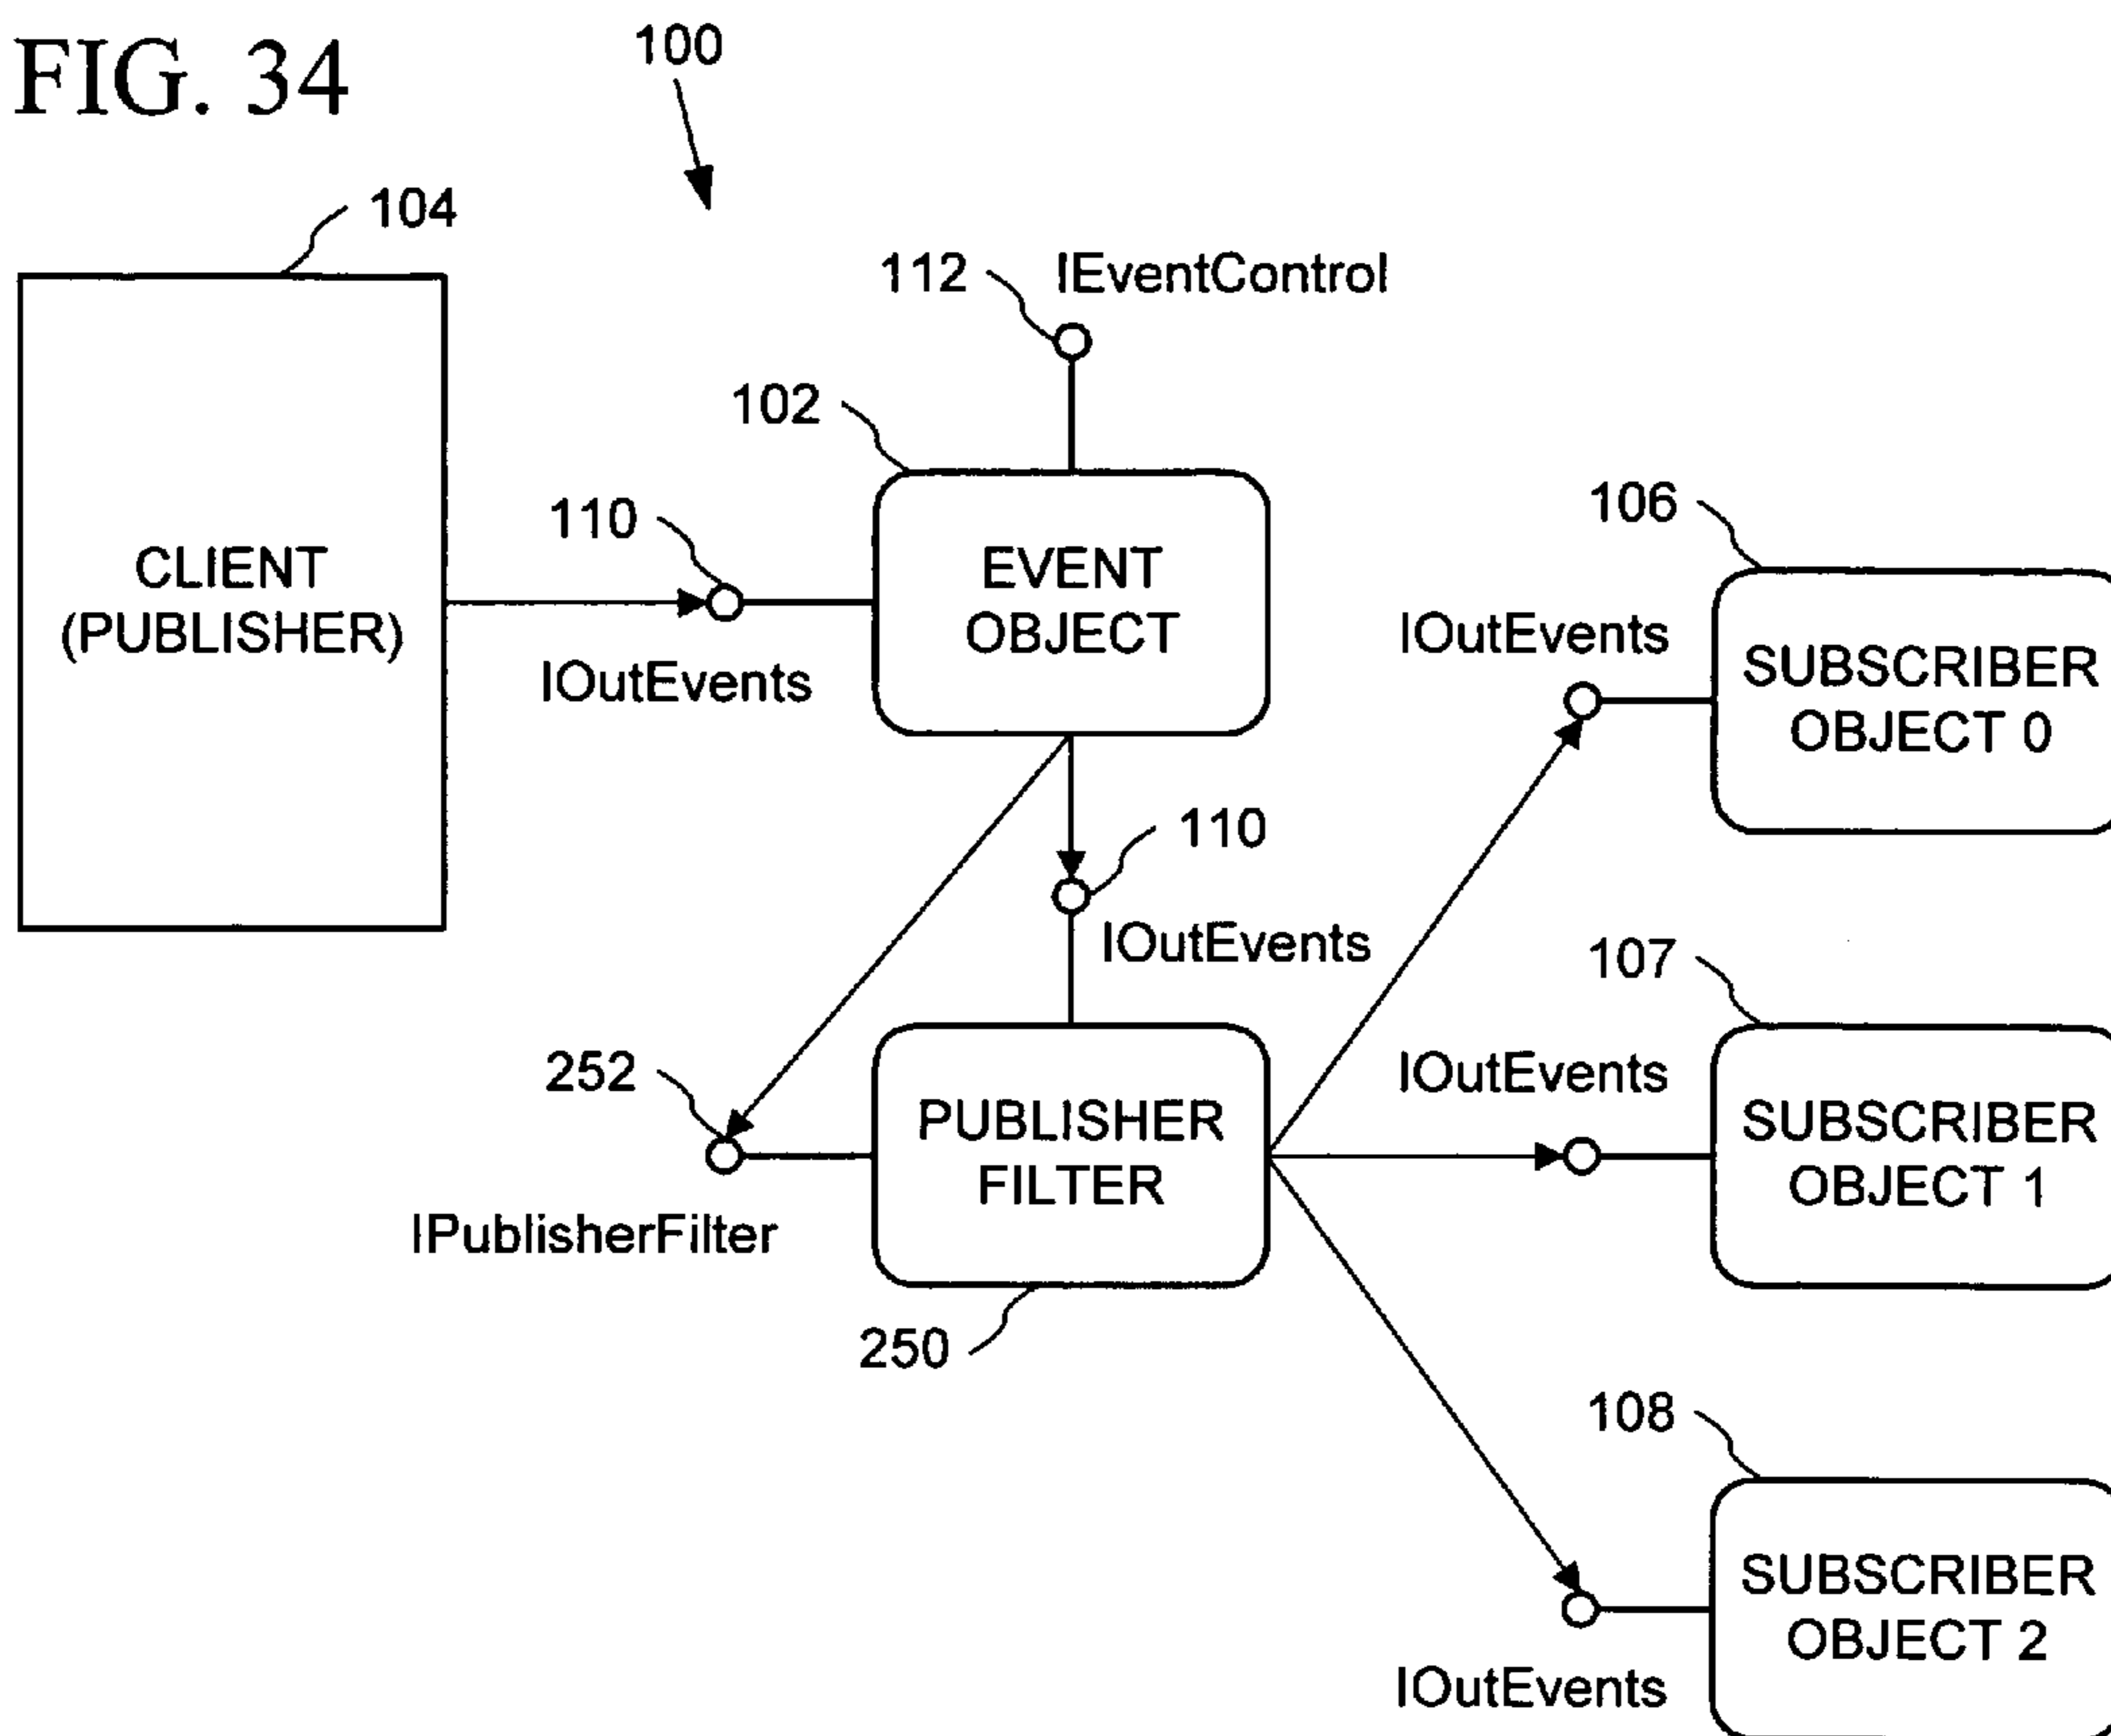 FIG. 34
100
104
112
IEventControl
102
110
CLIENT
(PUBLISHER)
IOutEvents
EVENT
OBJECT
106
IOutEvents
SUBSCRIBER
OBJECT 0
110
IOutEvents
107
252
IPublisherFilter
PUBLISHER
FILTER
250
IOutEvents
SUBSCRIBER
OBJECT 1
108
SUBSCRIBER
OBJECT 2
IOutEvents